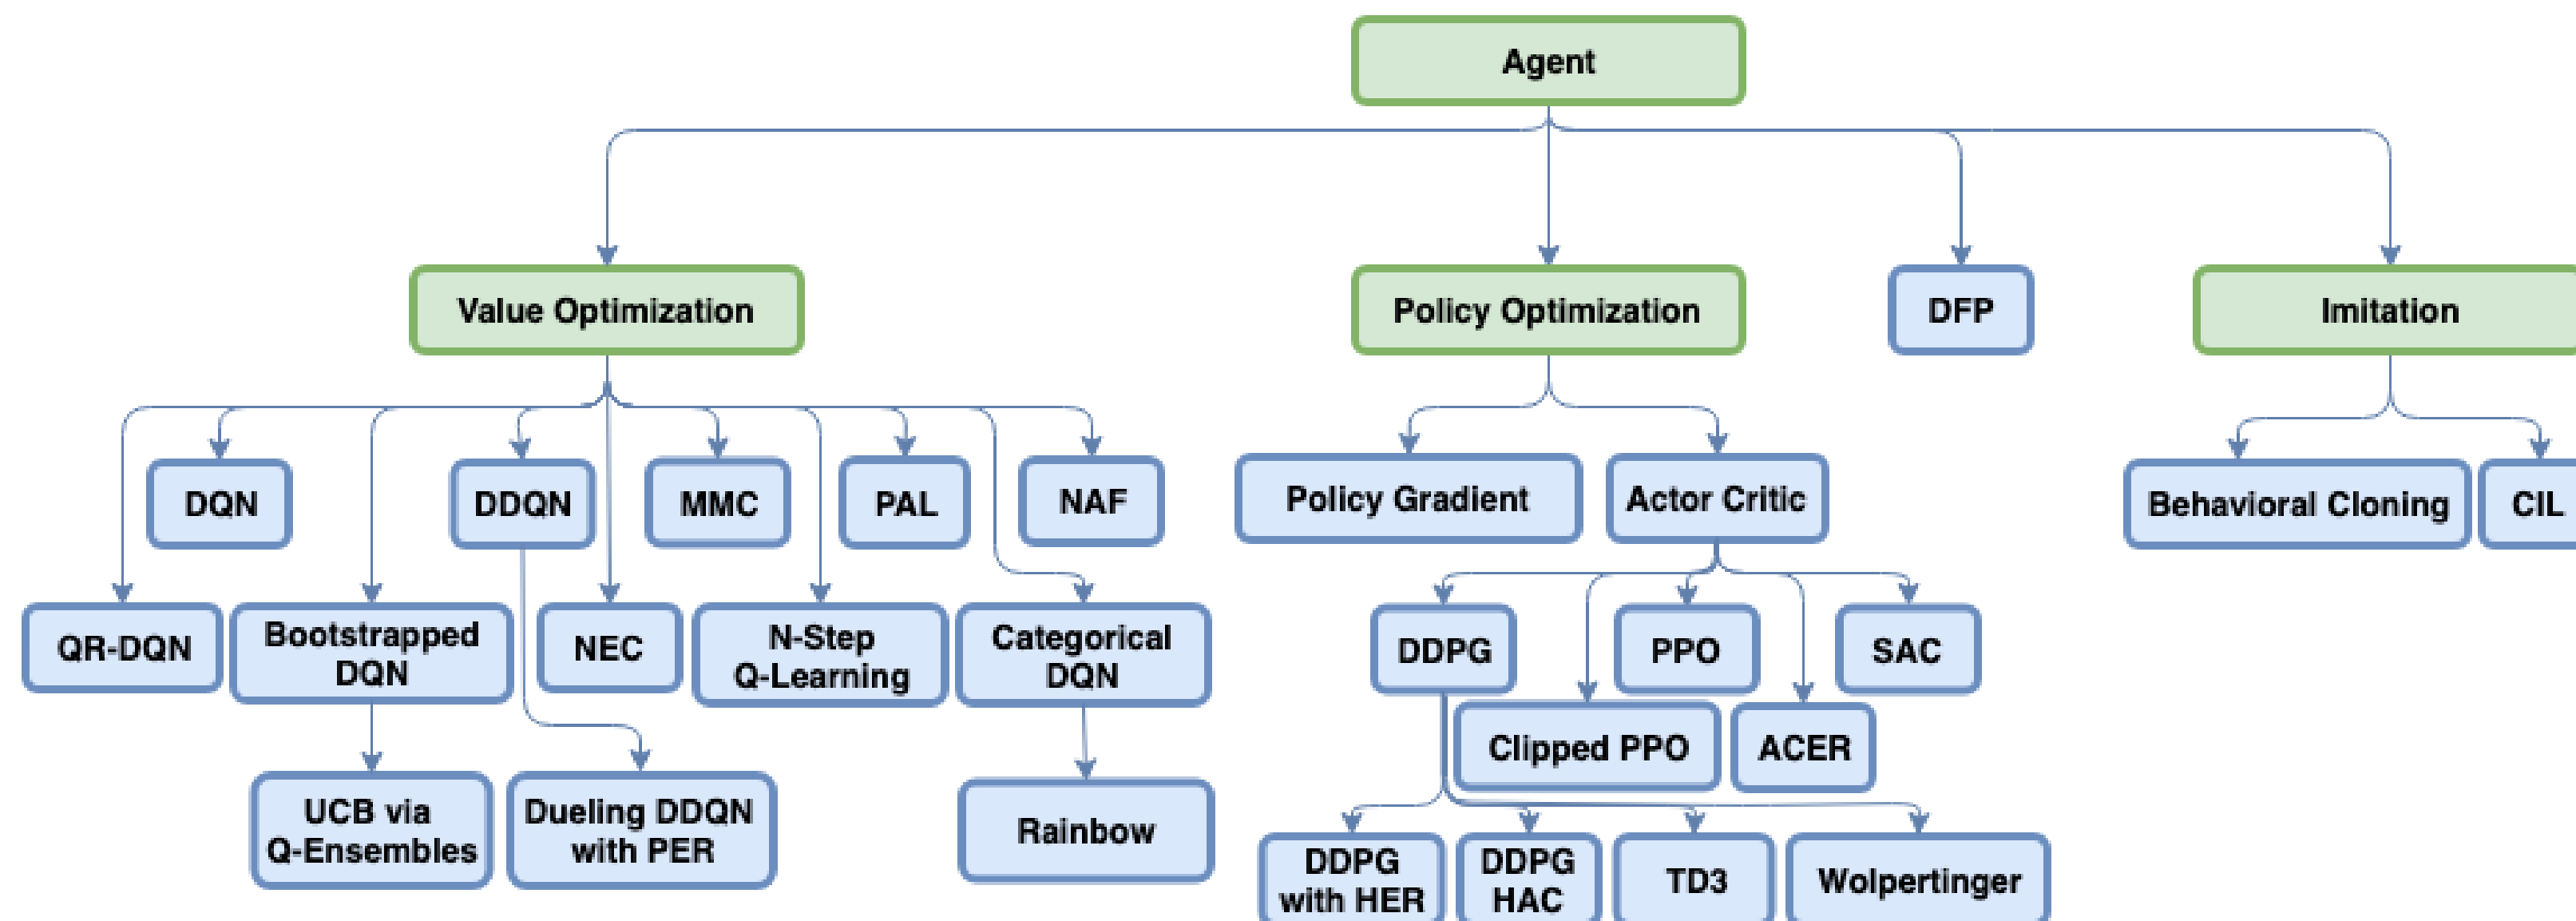 Agent
Value Optimization
Policy Optimization
DFP
Imitation
DQN
DDQN
MMC
PAL
NAF
Policy Gradient
Actor Critic
Behavioral Cloning
CIL
QR-DQN
Bootstrapped
DQN
NEC
N-Step
Q-Learning
Categorical
DQN
DDPG
PPO
SAC
Clipped PPO
ACER
UCB via
Q-Ensembles
Dueling DDQN
with PER
Rainbow
DDPG
with HER
DDPG
HAC
TD3
Wolpertinger